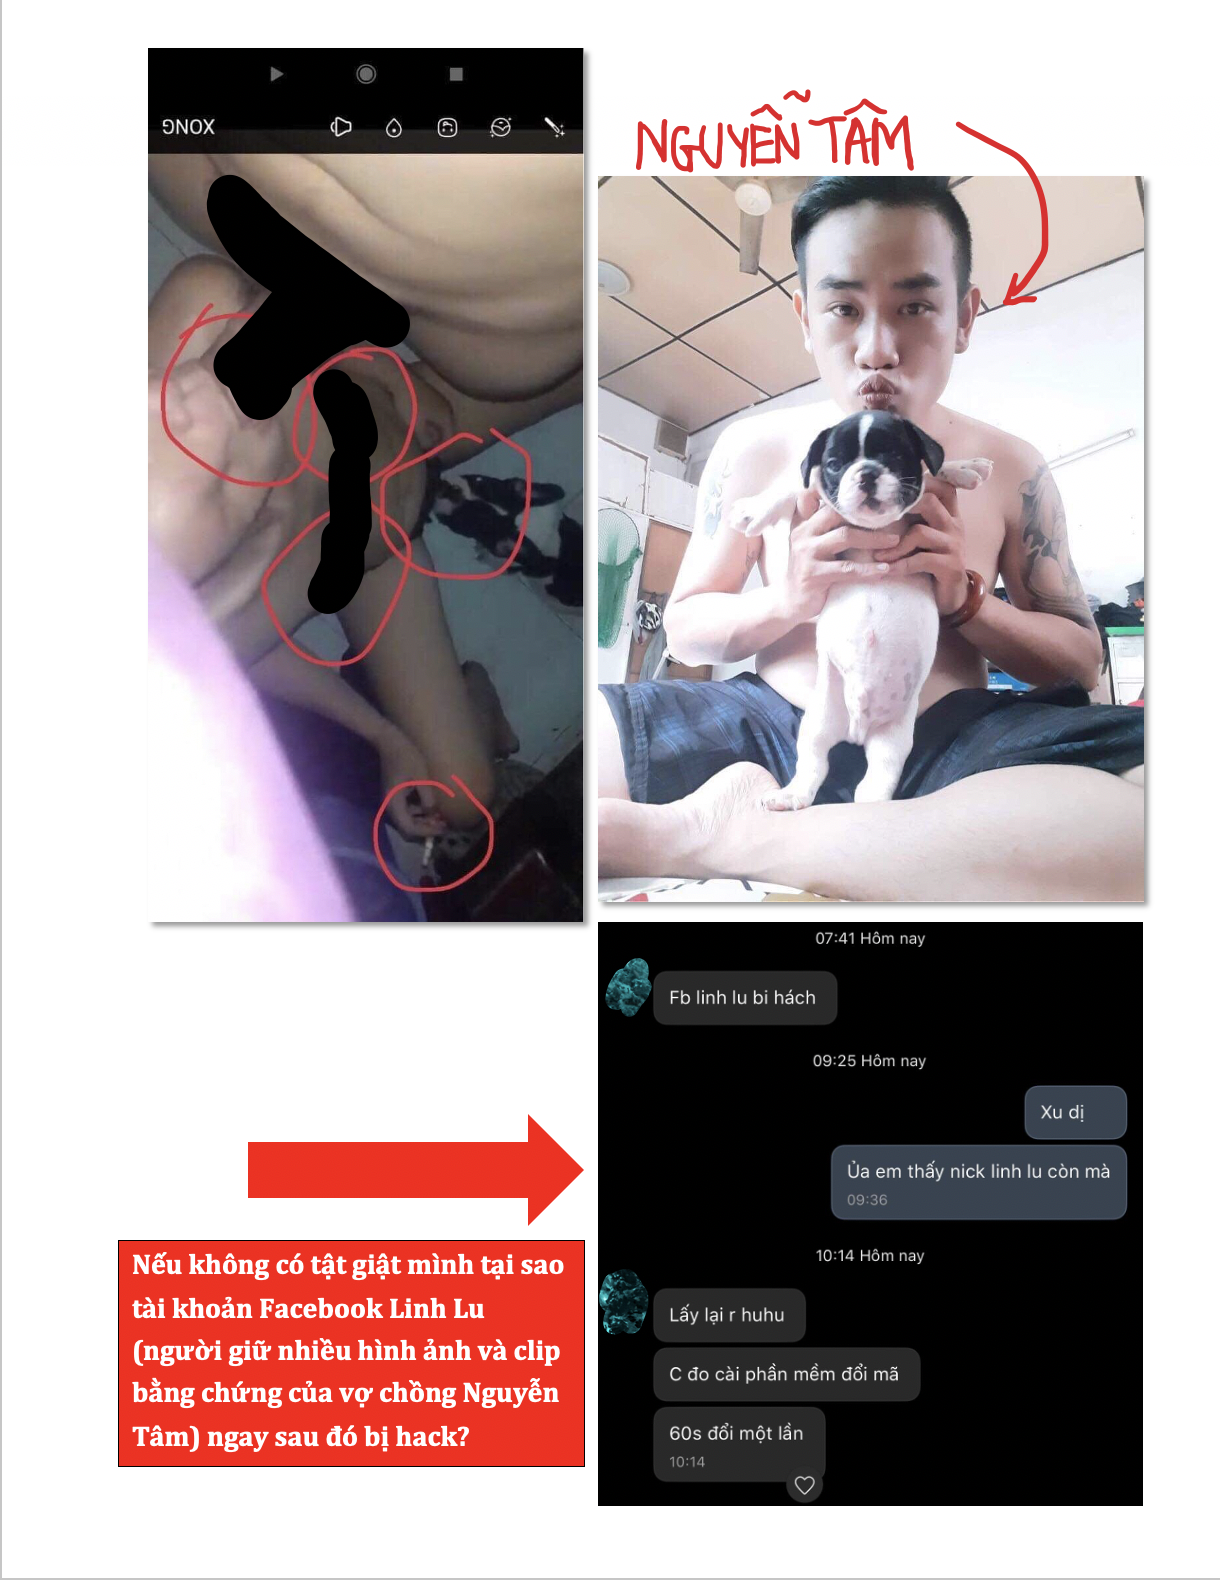 XONG
NGUYỄN TÂM
07:41 Hôm nay
Fb linh lu bi hách
09:25 Hôm nay
Xu dị
Ủa em thấy nick linh lu còn mà
09:36
10:14 Hôm nay
Lấy lại r huhu
C đo cài phần mềm đổi mã
60s đổi một lần
10:14
Nếu không có tật giật mình tại sao
tài khoản Facebook Linh Lu
(người giữ nhiều hình ảnh và clip
bằng chứng của vợ chồng Nguyễn
Tâm) ngay sau đó bị hack?